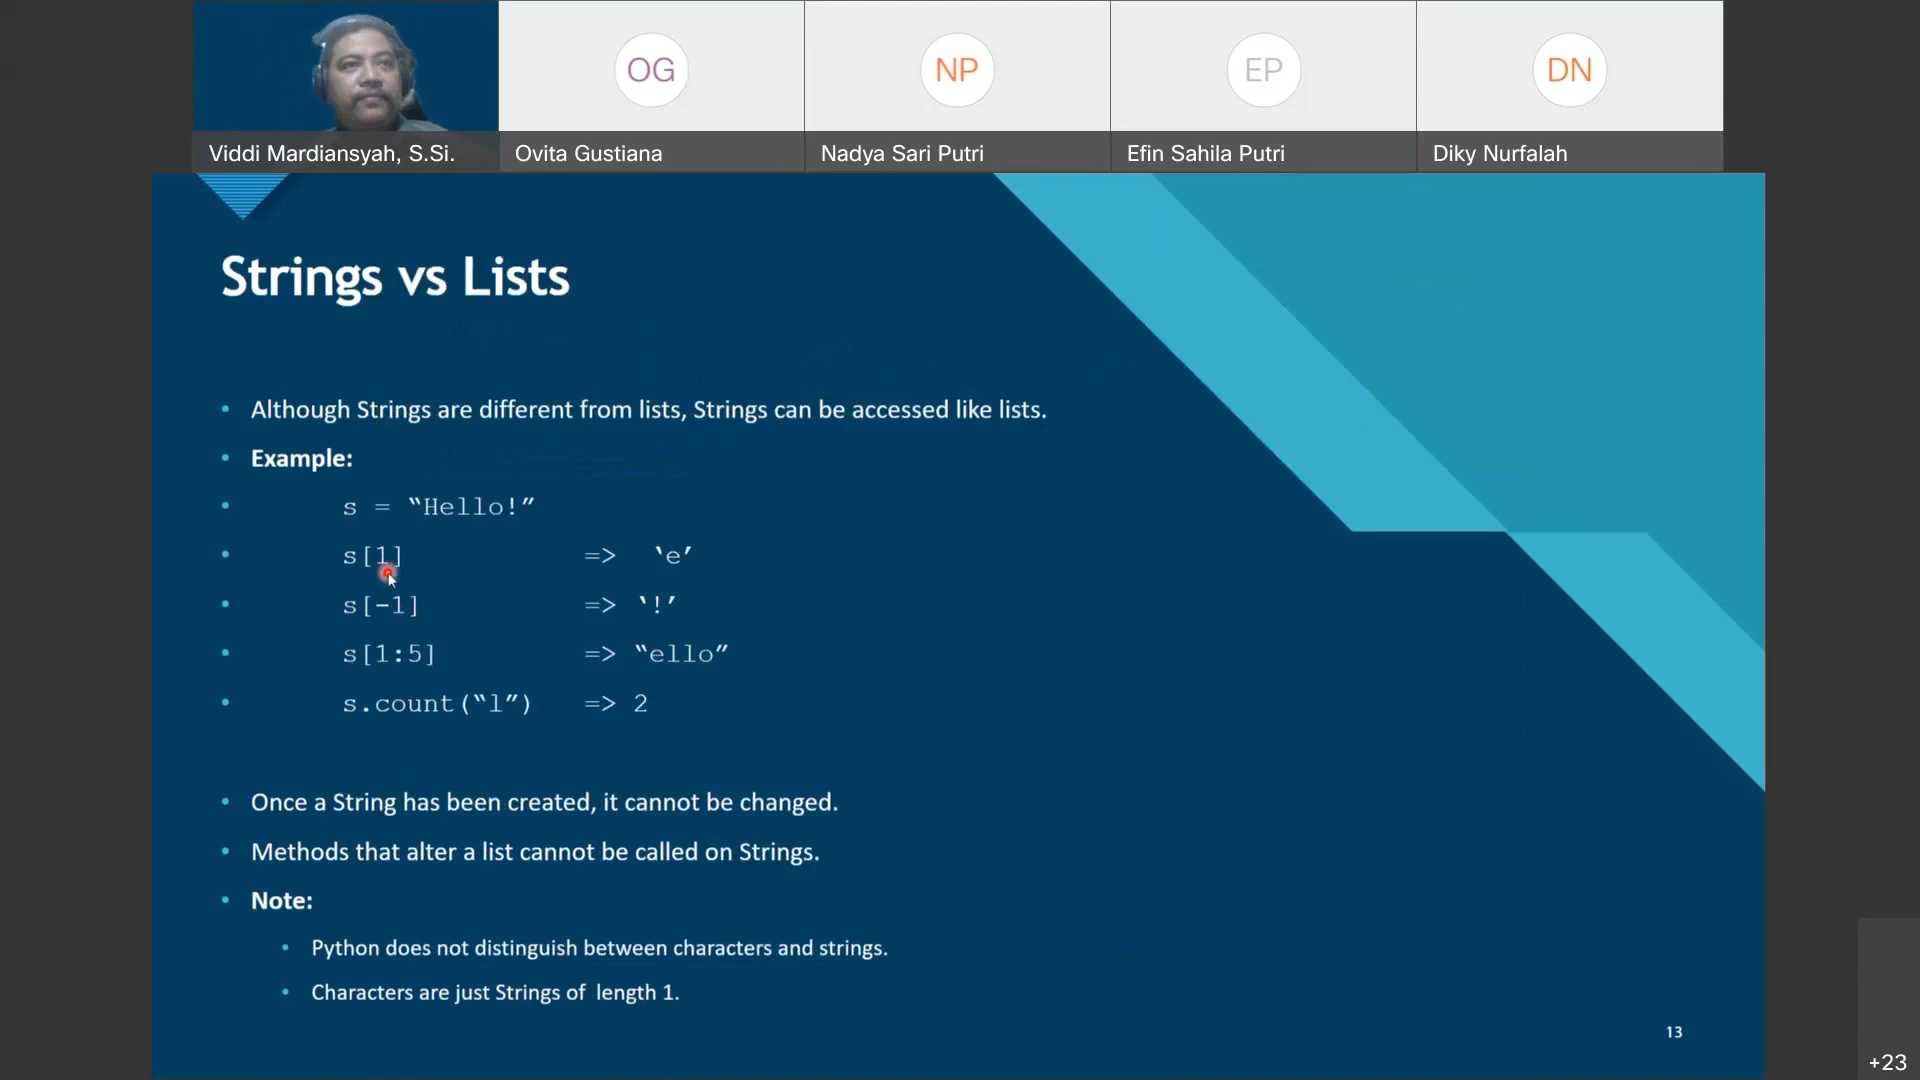 OG
NP
EP
DN
Viddi Mardiansyah, S.Si.
Ovita Gustiana
Nadya Sari Putri
Efin Sahila Putri
Diky Nurfalah
Strings vs Lists
• Although Strings are different from lists, Strings can be accessed like lists.
• Example:
• s = “Hello!”
• s[1] => ‘e’
• s[-1] => ‘!’
• s[1:5] => “ello”
• s.count(“l”) => 2
• Once a String has been created, it cannot be changed.
• Methods that alter a list cannot be called on Strings.
• Note:
• Python does not distinguish between characters and strings.
• Characters are just Strings of length 1.
13
+23